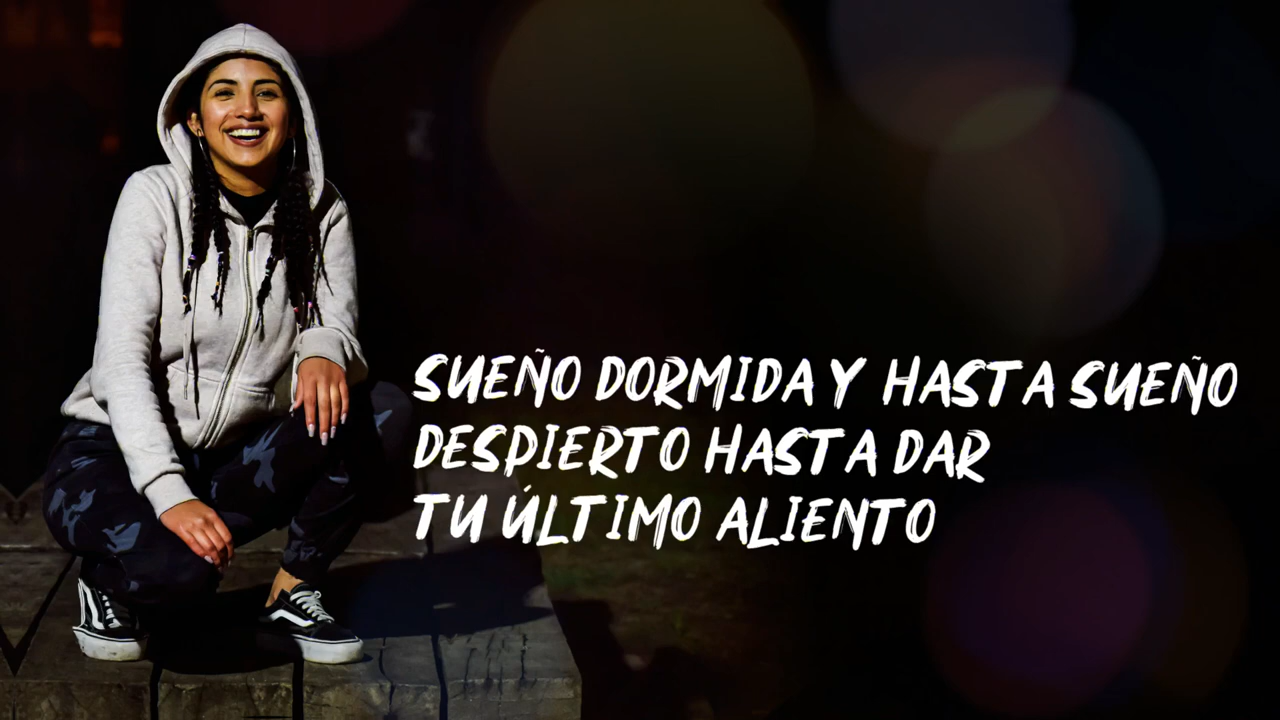 SUEÑO DORMIDA Y HASTA SUEÑO
DESPIERTO HASTA DAR
TU ÚLTIMO ALIENTO